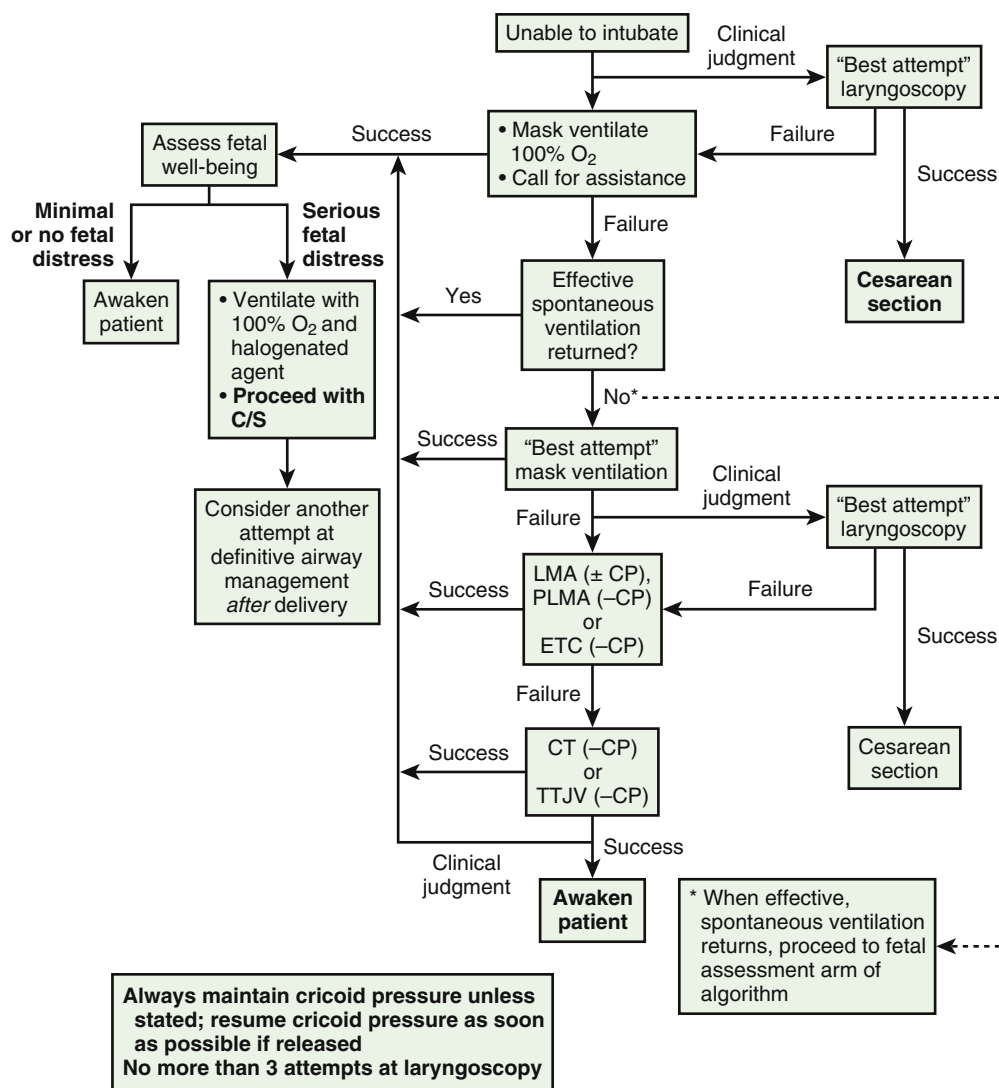 Unable to intubate
Clinical
judgment
“Best attempt”
laryngoscopy
Failure
Success
Cesarean
section
• Mask ventilate
100% O2
• Call for assistance
Success
Assess fetal
well-being
Minimal
or no fetal
distress
Serious
fetal
distress
Awaken
patient
• Ventilate with
100% O2 and
halogenated
agent
• Proceed with
C/S
Consider another
attempt at
definitive airway
management
after delivery
Failure
Effective
spontaneous
ventilation
returned?
Yes
No*
“Best attempt”
mask ventilation
Success
Clinical
judgment
“Best attempt”
laryngoscopy
Failure
Failure
Success
Cesarean
section
LMA (± CP),
PLMA (–CP)
or
ETC (–CP)
Success
Failure
CT (–CP)
or
TTJV (–CP)
Success
Clinical
judgment
Success
Awaken
patient
* When effective,
spontaneous ventilation
returns, proceed to fetal
assessment arm of
algorithm
Always maintain cricoid pressure unless
stated; resume cricoid pressure as soon
as possible if released
No more than 3 attempts at laryngoscopy